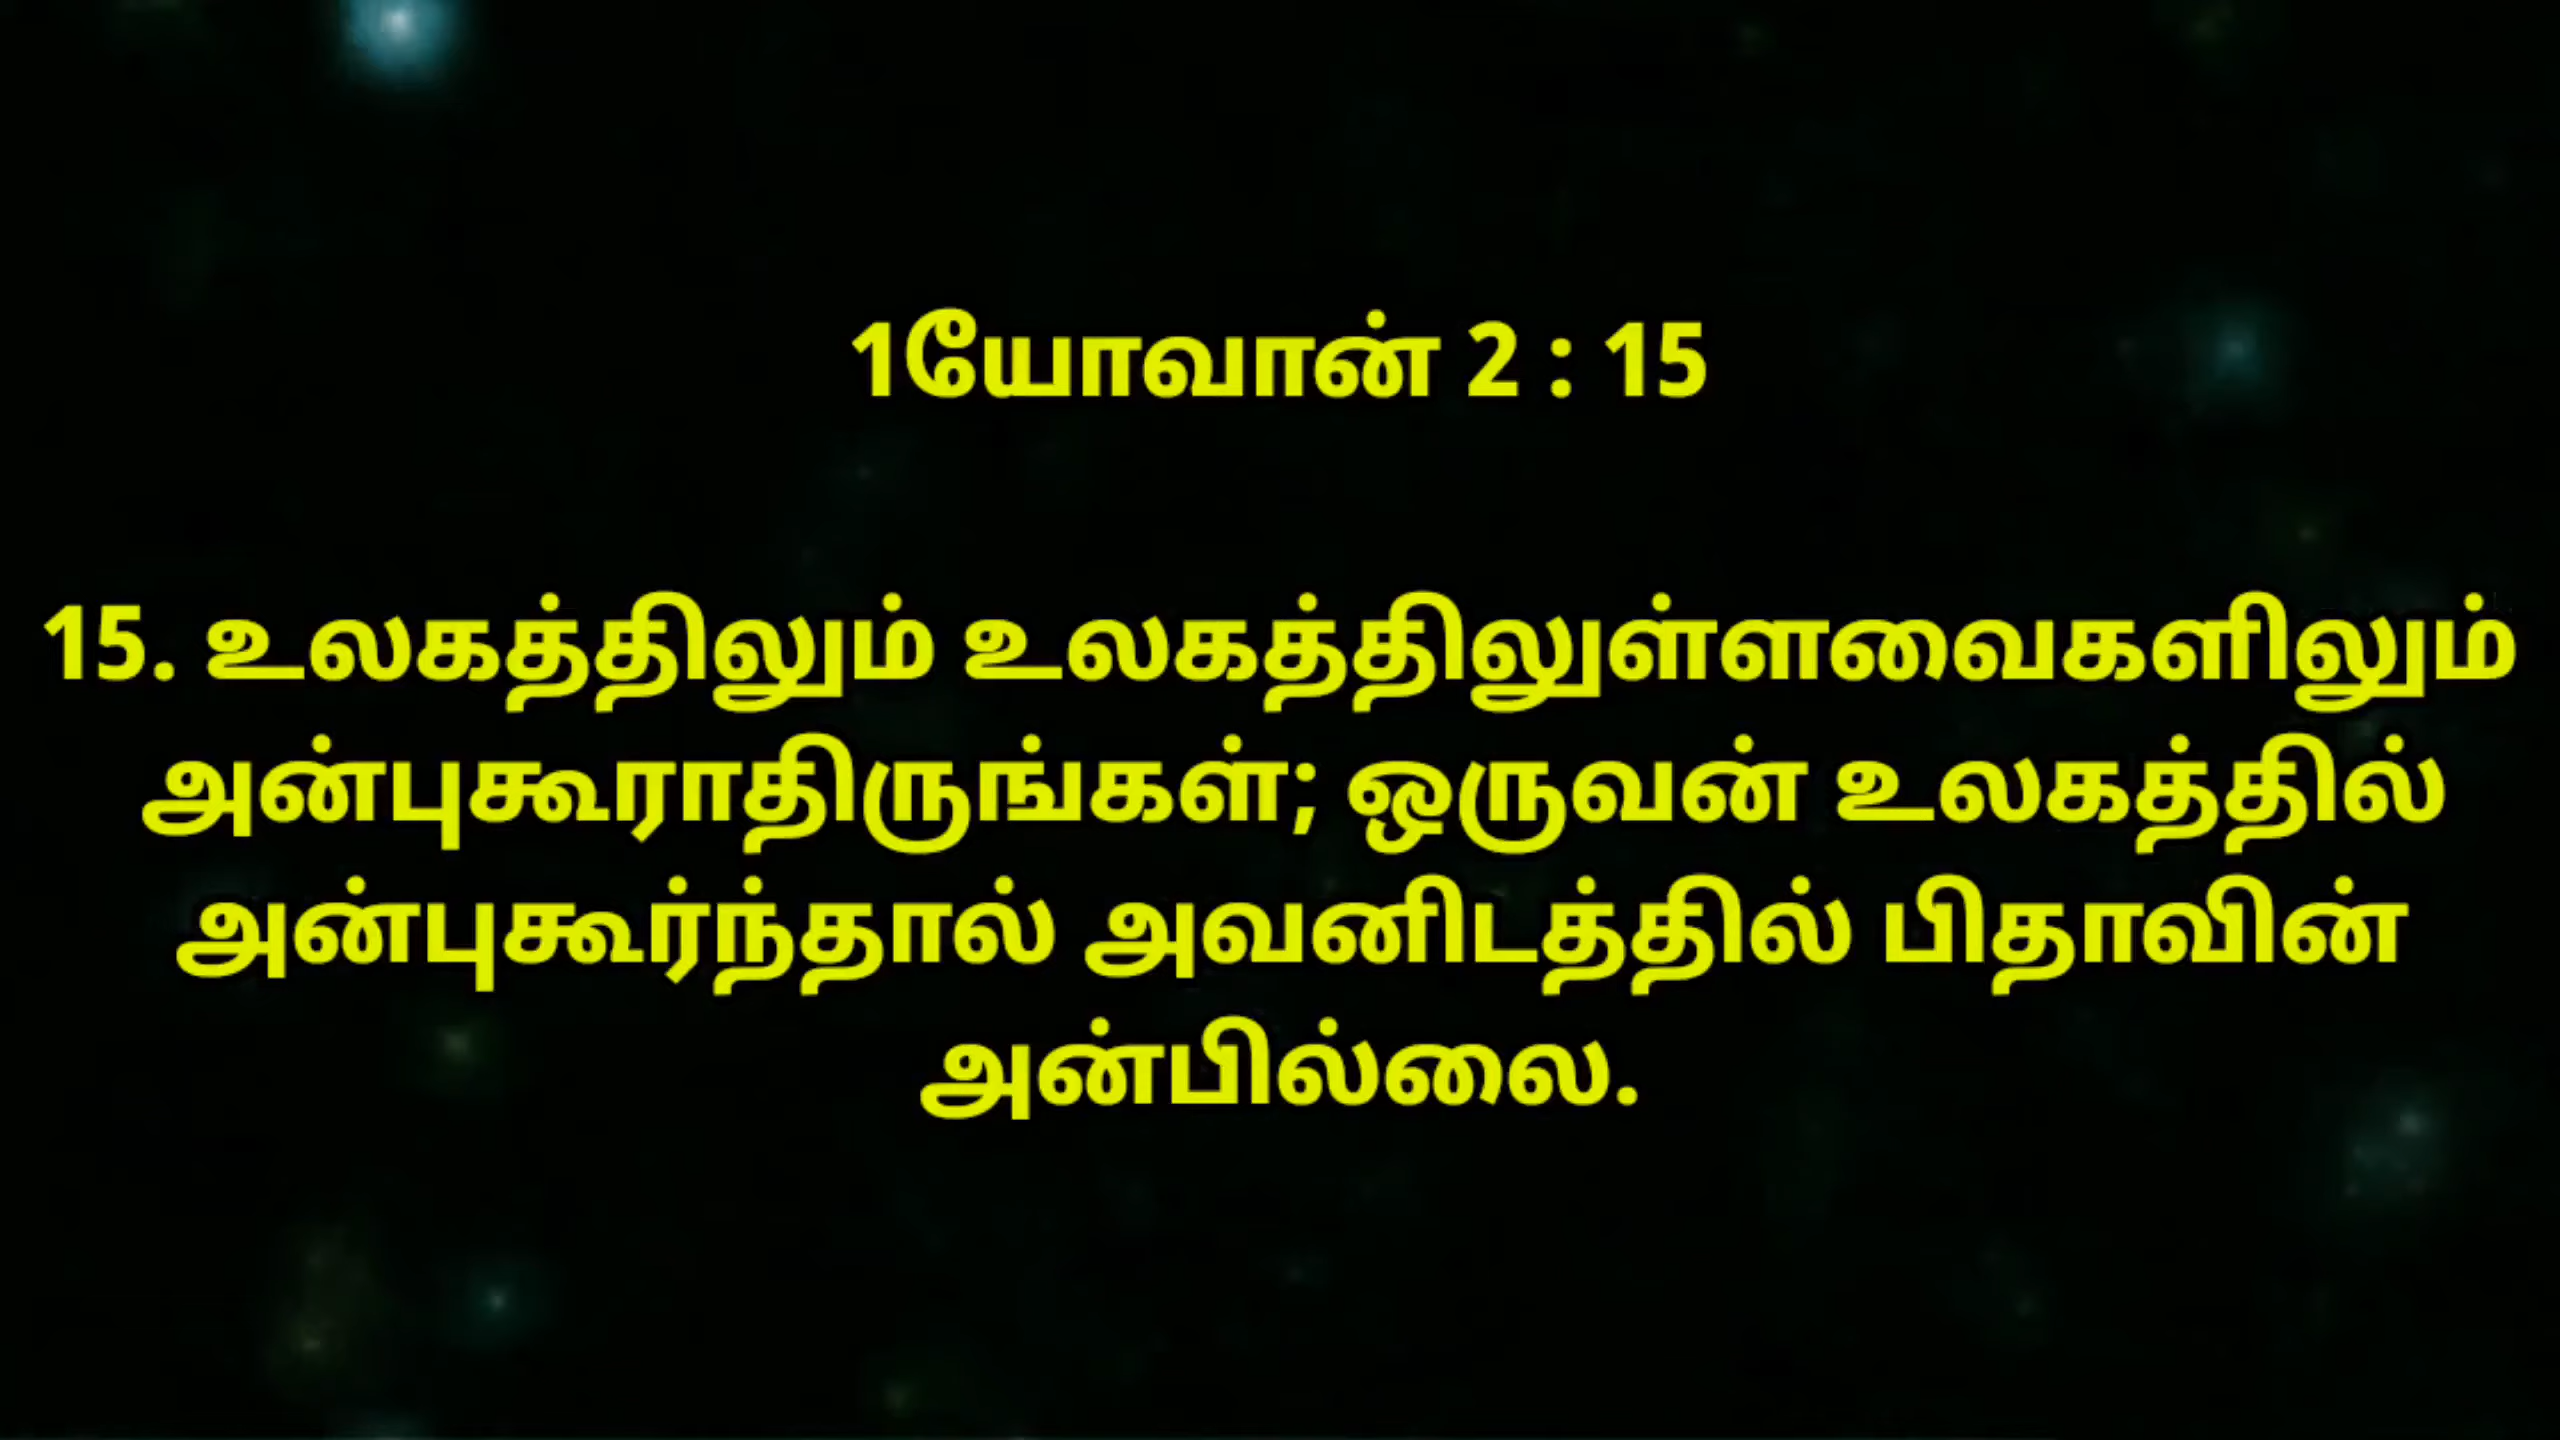 1யோவான் 2 : 15
15. உலகத்திலும் உலகத்திலுள்ளவைகளிலும்
அன்புகூராதிருங்கள்; ஒருவன் உலகத்தில்
அன்புகூர்ந்தால் அவனிடத்தில் பிதாவின்
அன்பில்லை.